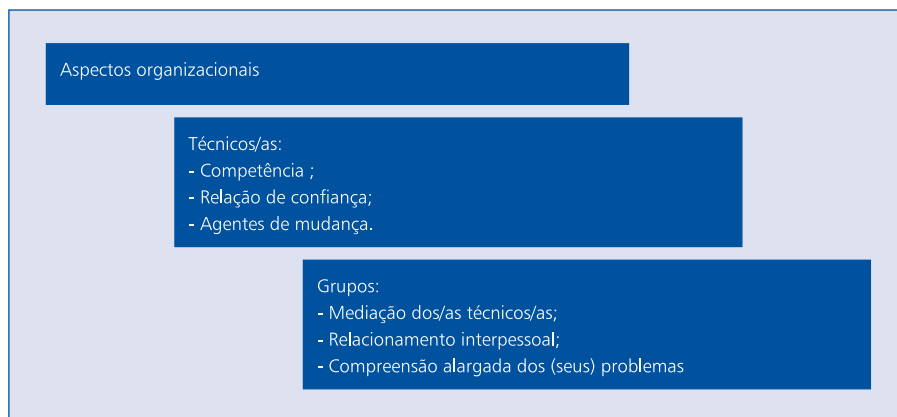 Aspectos organizacionais
Técnicos/as:
- Competência ;
- Relação de confiança;
- Agentes de mudança.
Grupos:
- Mediação dos/as técnicos/as;
- Relacionamento interpessoal;
- Compreensão alargada dos (seus) problemas